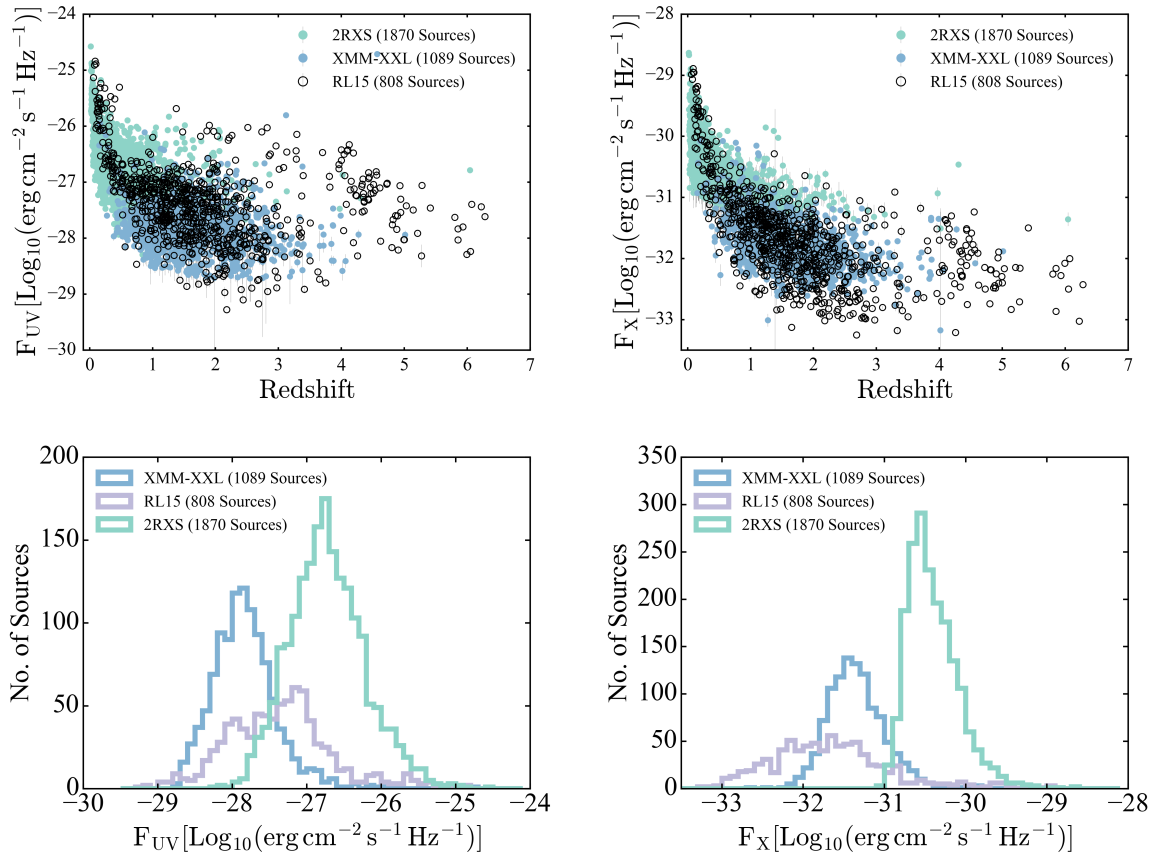 −24
−25
−26
−27
−28
−29
−30
F_UV[Log10(erg cm−2 s−1 Hz−1)]
2RXS (1870 Sources)
XMM-XXL (1089 Sources)
RL15 (808 Sources)
0 1 2 3 4 5 6 7
Redshift
−28
−29
−30
−31
−32
−33
F_X[Log10(erg cm−2 s−1 Hz−1)]
2RXS (1870 Sources)
XMM-XXL (1089 Sources)
RL15 (808 Sources)
0 1 2 3 4 5 6 7
Redshift
200
150
100
50
0
No. of Sources
XMM-XXL (1089 Sources)
RL15 (808 Sources)
2RXS (1870 Sources)
−30 −29 −28 −27 −26 −25 −24
F_UV[Log10(erg cm−2 s−1 Hz−1)]
350
300
250
200
150
100
50
0
No. of Sources
XMM-XXL (1089 Sources)
RL15 (808 Sources)
2RXS (1870 Sources)
−33 −32 −31 −30 −29 −28
F_X[Log10(erg cm−2 s−1 Hz−1)]